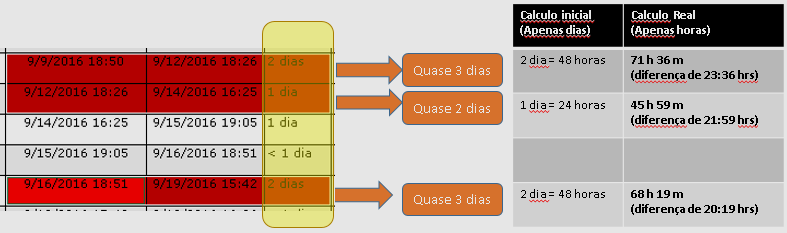 9/9/2016 18:50 9/12/2016 18:26 2 dias
9/12/2016 18:26 9/14/2016 16:25 1 dia
9/14/2016 16:25 9/15/2016 19:05 1 dia
9/15/2016 19:05 9/16/2016 18:51 < 1 dia
9/16/2016 18:51 9/19/2016 15:42 2 dias
Quase 3 dias
Quase 2 dias
Quase 3 dias
Calculo inicial
(Apenas dias)
Calculo Real
(Apenas horas)
2 dia= 48 horas
71 h 36 m
(diferença de 23:36 hrs)
1 dia= 24 horas
45 h 59 m
(diferença de 21:59 hrs)
2 dia= 48 horas
68 h 19 m
(diferença de 20:19 hrs)